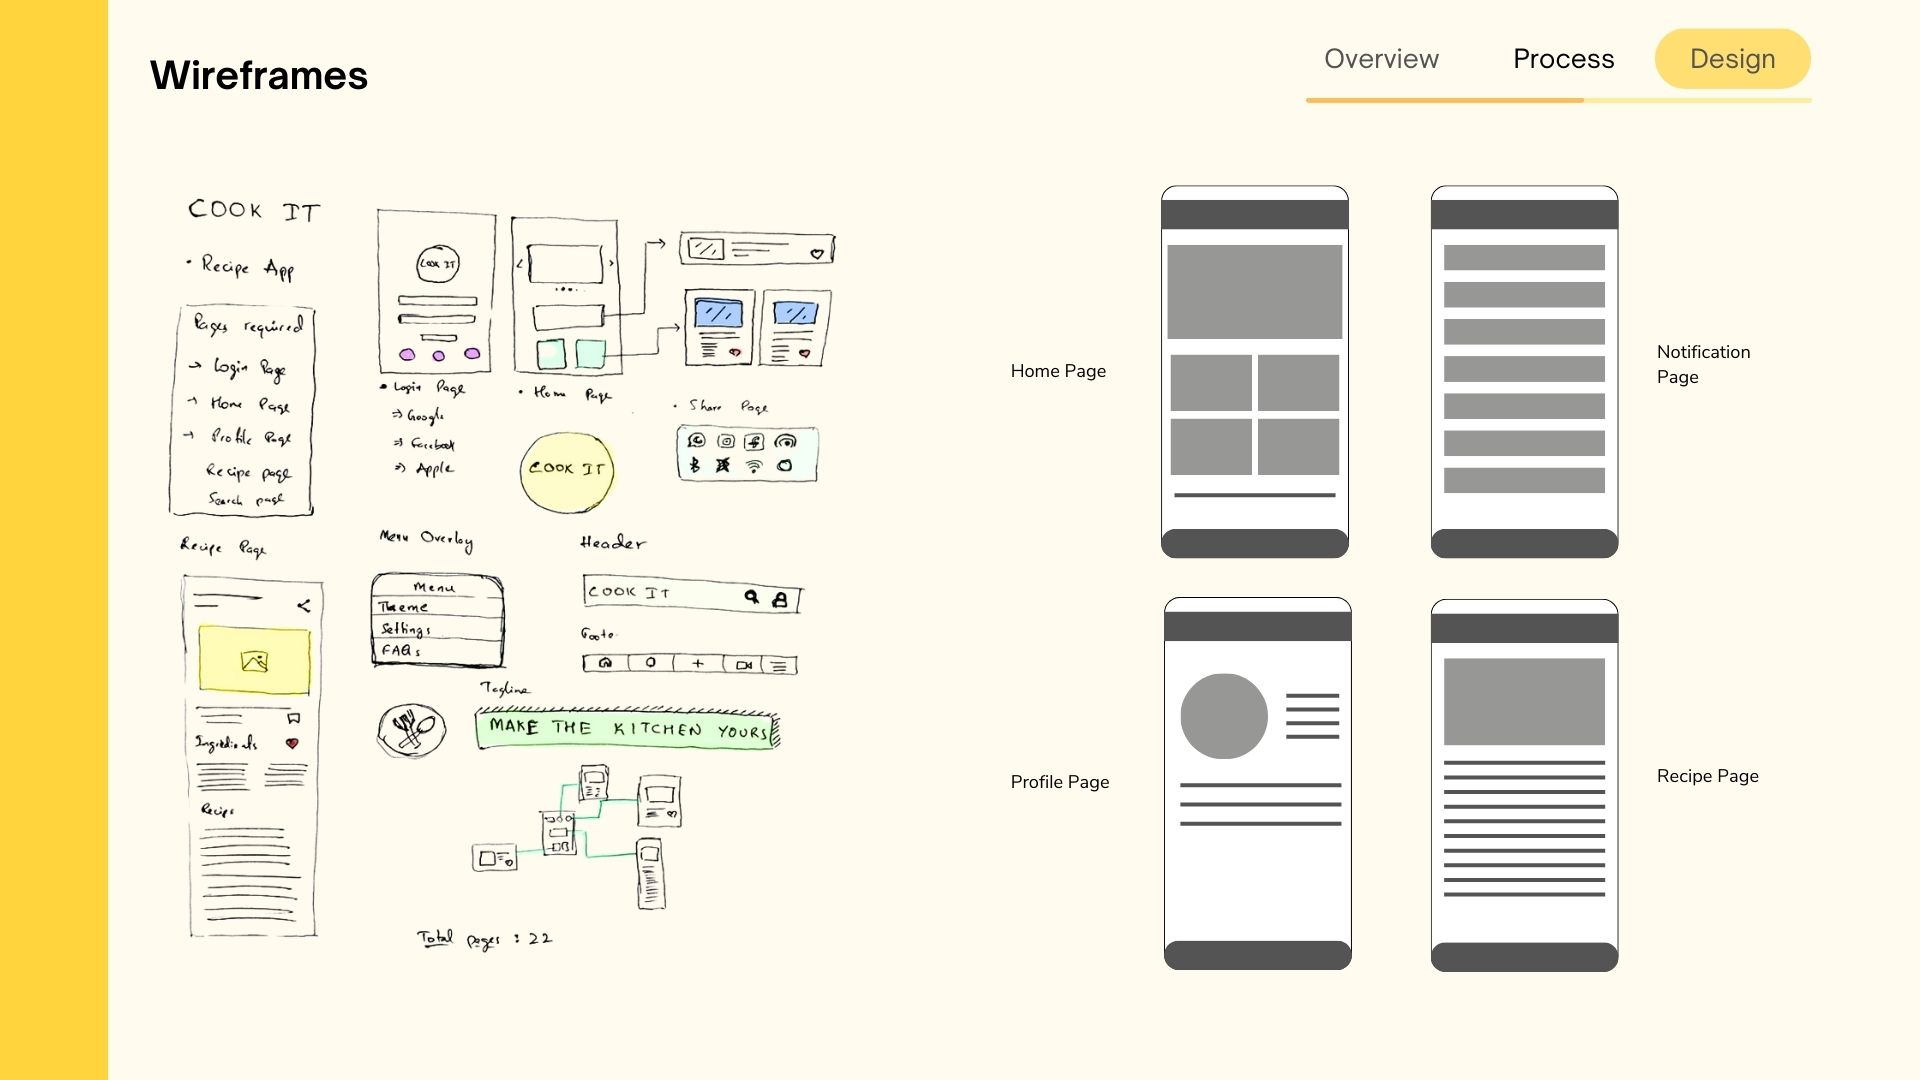 Wireframes
Overview
Process
Design
COOK IT
• Recipe App
Pages required
→ Login Page
→ Home Page
→ Profile Page
Recipe page
Search page
COOK IT
• Login Page
⇒ Google
⇒ Facebook
⇒ Apple
• Home Page
COOK IT
• Share Page
Recipe Page
Ingredients
Recipe
Menu Overlay
Menu
Theme
Settings
FAQs
Header
COOK IT
Footer
Tagline
MAKE THE KITCHEN YOURS
Total pages : 22
Home Page
Notification
Page
Profile Page
Recipe Page